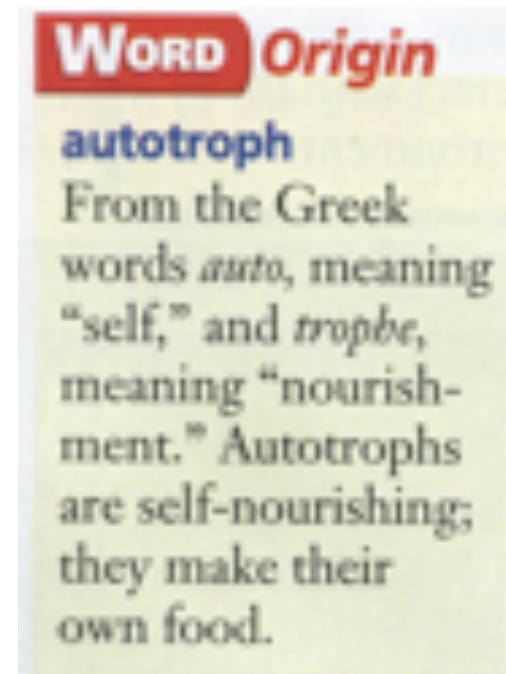 WORD Origin
autotroph
From the Greek
words auto, meaning
“self,” and trophe,
meaning “nourish-
ment.” Autotrophs
are self-nourishing;
they make their
own food.